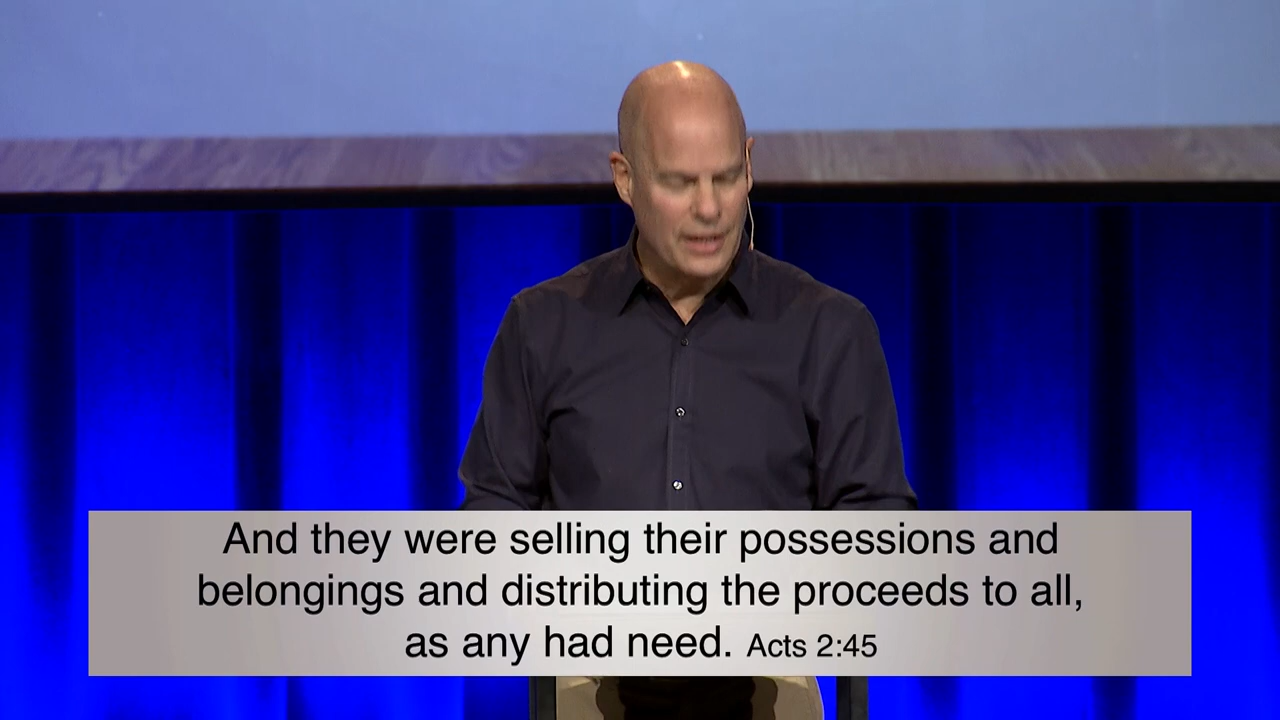 And they were selling their possessions and
belongings and distributing the proceeds to all,
as any had need. Acts 2:45